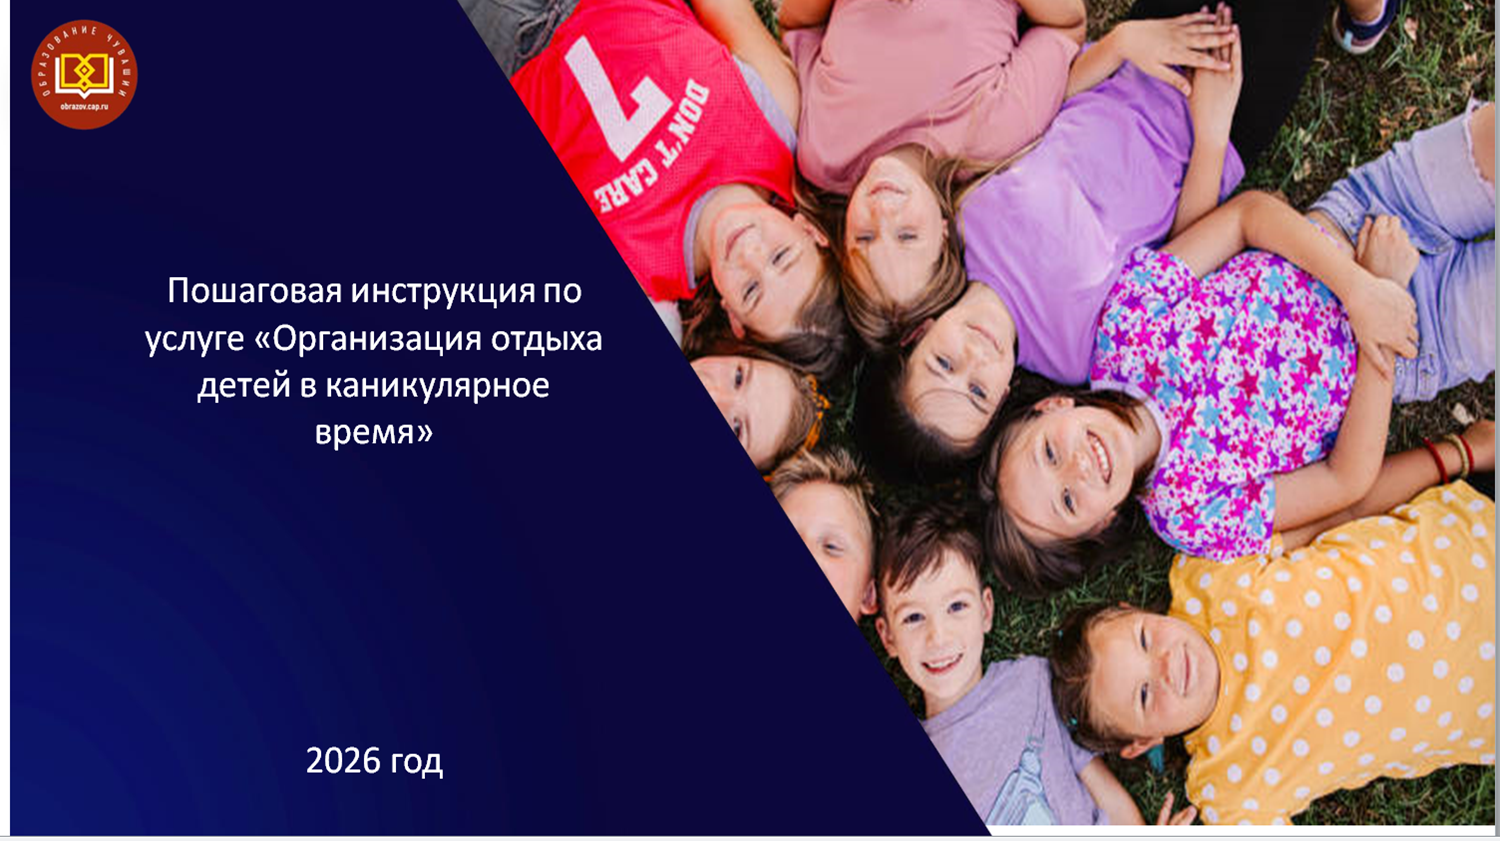 ОБРАЗОВАНИЕ ЧУВАШИИ
obrazov.cap.ru
7
DON'T CARE
Пошаговая инструкция по
услуге «Организация отдыха
детей в каникулярное
время»
2026 год